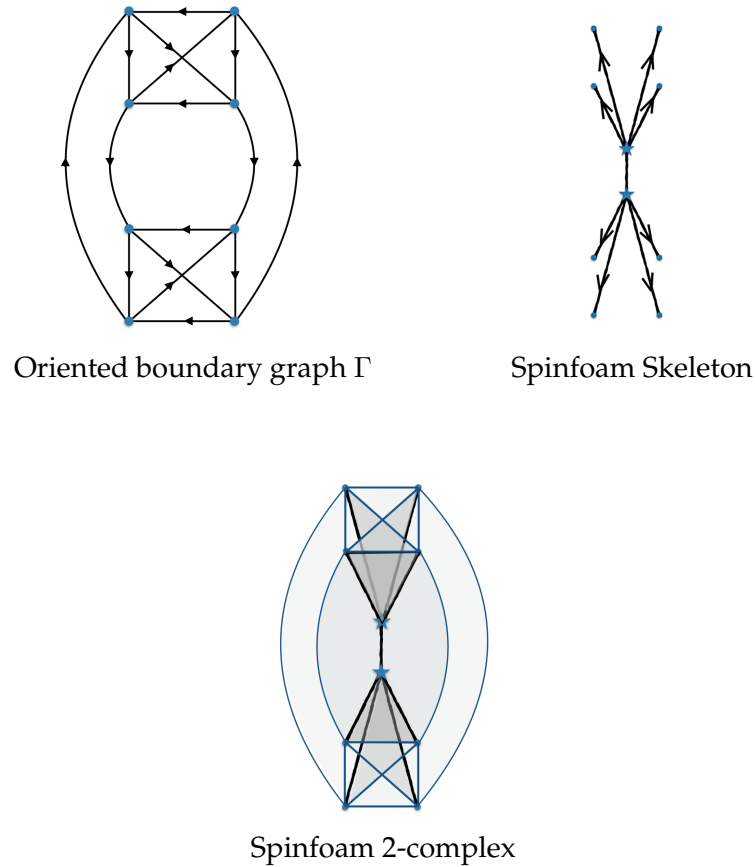 Oriented boundary graph Γ
Spinfoam Skeleton
Spinfoam 2-complex